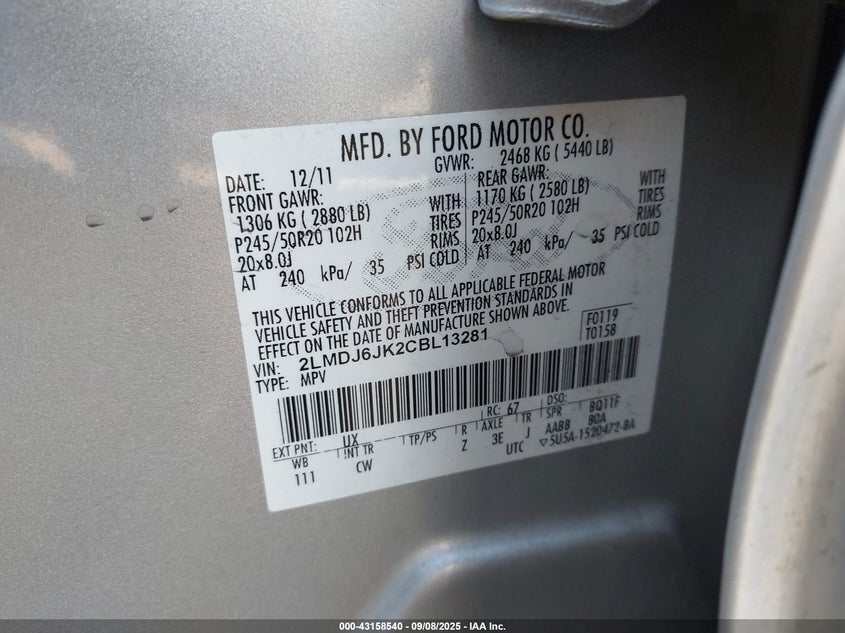 MFD. BY FORD MOTOR CO.
DATE: 12/11 GVWR: 2468 KG ( 5440 LB)
FRONT GAWR: REAR GAWR:
1306 KG ( 2880 LB) WITH 1170 KG ( 2580 LB) WITH
P245/50R20 102H TIRES P245/50R20 102H TIRES
20x8.0J RIMS 20x8.0J RIMS
AT 240 kPa/ 35 PSI COLD AT 240 kPa/ 35 PSI COLD
THIS VEHICLE CONFORMS TO ALL APPLICABLE FEDERAL MOTOR
VEHICLE SAFETY AND THEFT PREVENTION STANDARDS IN
EFFECT ON THE DATE OF MANUFACTURE SHOWN ABOVE.
F0119
VIN: 2LMDJ6JK2CBL13281 T0158
TYPE: MPV
RC: 67 DSO:
EXT PNT: UX R AXLE TR SPR BQ11F
WB INT TR TP/PS Z 3E J AABB 80A
111 CW UTC ▽5U5A-1520472-BA
000-43158540 - 09/08/2025 - IAA Inc.